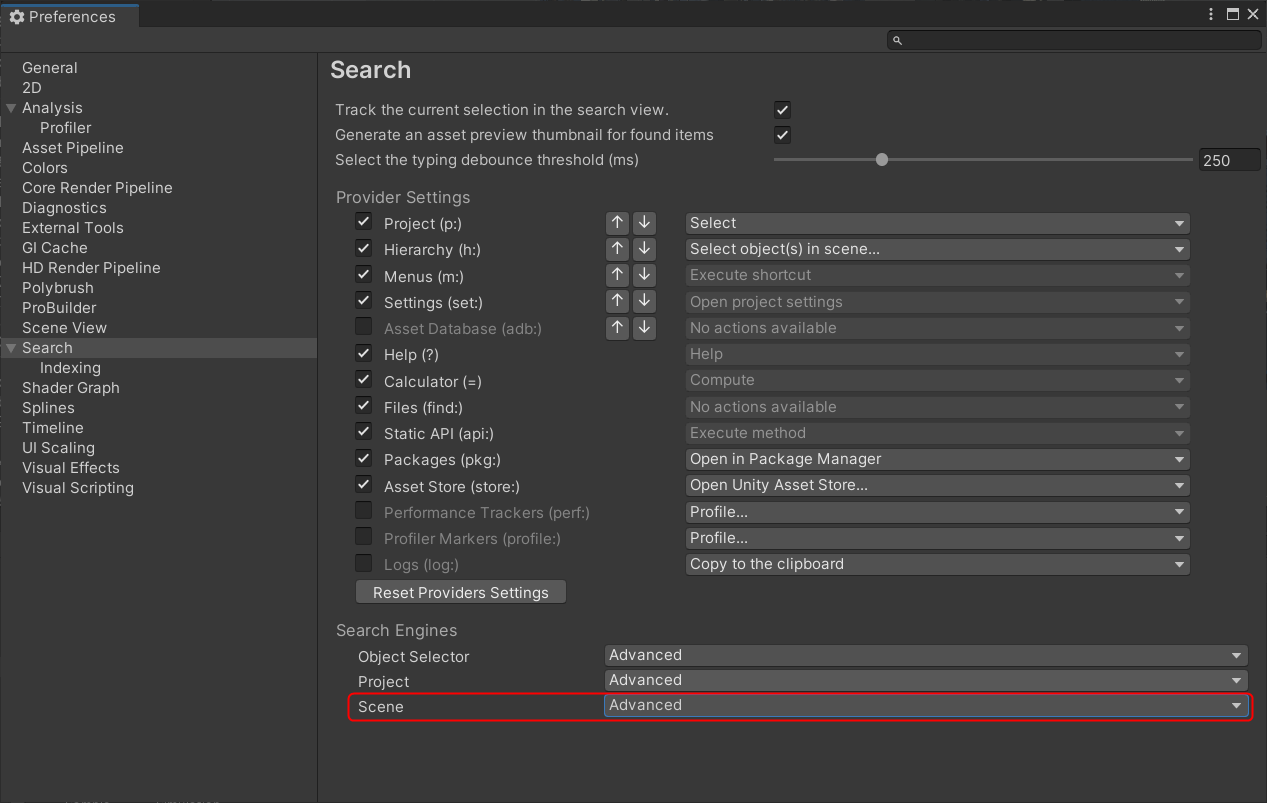 Preferences
General
2D
Analysis
Profiler
Asset Pipeline
Colors
Core Render Pipeline
Diagnostics
External Tools
GI Cache
HD Render Pipeline
Polybrush
ProBuilder
Scene View
Search
Indexing
Shader Graph
Splines
Timeline
UI Scaling
Visual Effects
Visual Scripting
Search
Track the current selection in the search view.
Generate an asset preview thumbnail for found items
Select the typing debounce threshold (ms) 250
Provider Settings
Project (p:) Select
Hierarchy (h:) Select object(s) in scene...
Menus (m:) Execute shortcut
Settings (set:) Open project settings
Asset Database (adb:) No actions available
Help (?) Help
Calculator (=) Compute
Files (find:) No actions available
Static API (api:) Execute method
Packages (pkg:) Open in Package Manager
Asset Store (store:) Open Unity Asset Store...
Performance Trackers (perf:) Profile...
Profiler Markers (profile:) Profile...
Logs (log:) Copy to the clipboard
Reset Providers Settings
Search Engines
Object Selector Advanced
Project Advanced
Scene Advanced